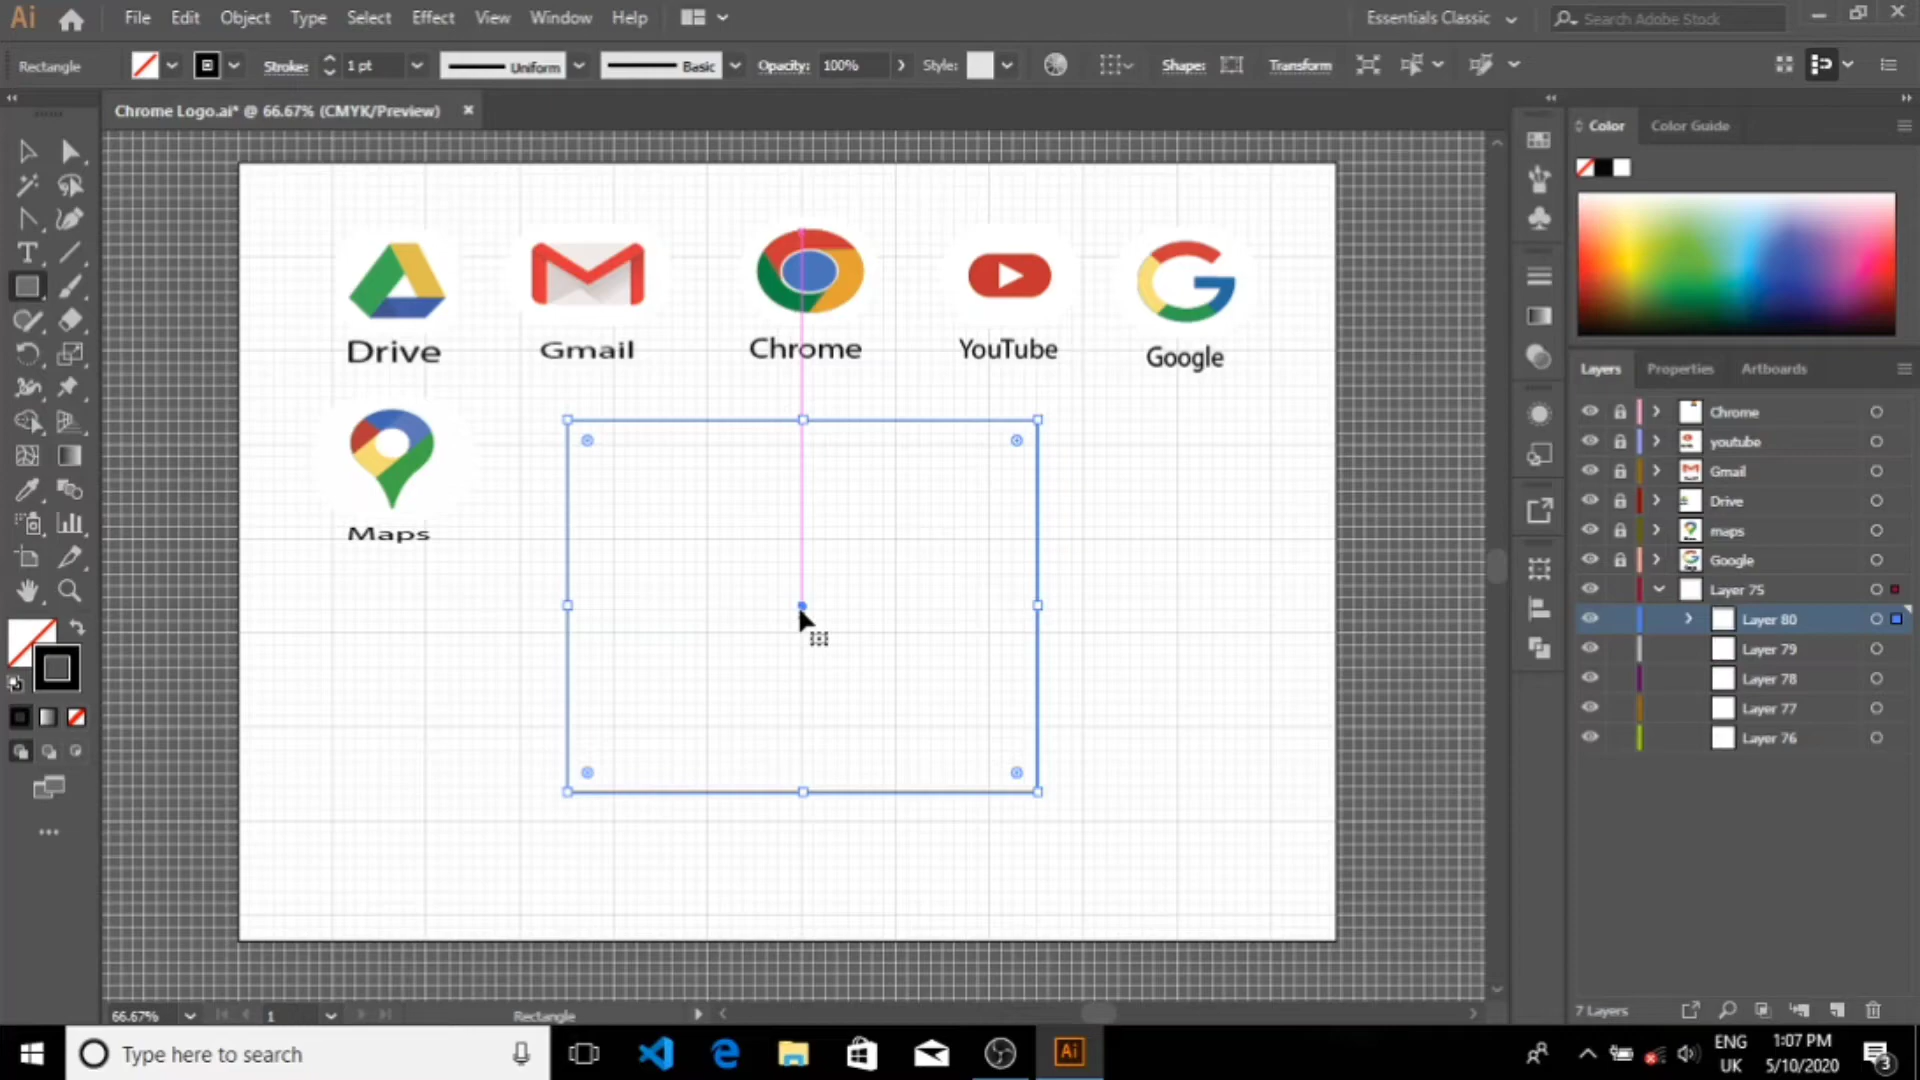 Ai
File Edit Object Type Select Effect View Window Help
Essentials Classic
Search Adobe Stock
Rectangle
Stroke: 1 pt
Uniform
Basic
Opacity: 100%
Style:
Shape:
Transform
Chrome Logo.ai* @ 66.67% (CMYK/Preview)
Color
Color Guide
Drive
Gmail
Chrome
YouTube
Google
Maps
Layers Properties Artboards
Chrome
youtube
Gmail
Drive
maps
Google
Layer 75
Layer 80
Layer 79
Layer 78
Layer 77
Layer 76
66.67%
1
Rectangle
7 Layers
Type here to search
Ai
ENG
UK
1:07 PM
5/10/2020
3